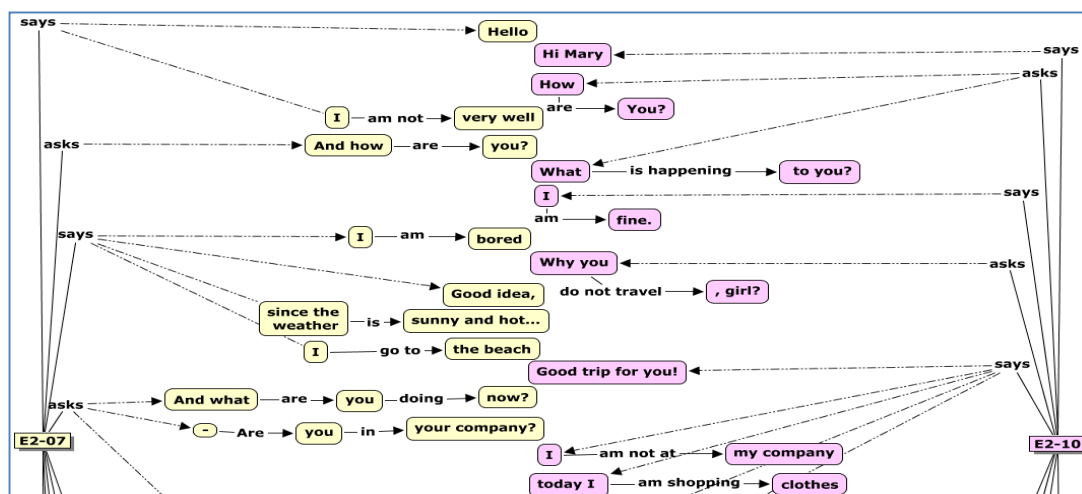 says Hello
Hi Mary says
How asks
are You?
I am not very well
asks And how are you?
What is happening to you?
I says
am fine.
says I am bored
Why you asks
do not travel , girl?
Good idea,
since the weather is sunny and hot...
I go to the beach
Good trip for you! says
asks And what are you doing now?
- Are you in your company?
E2-07 E2-10
I am not at my company
today I am shopping clothes